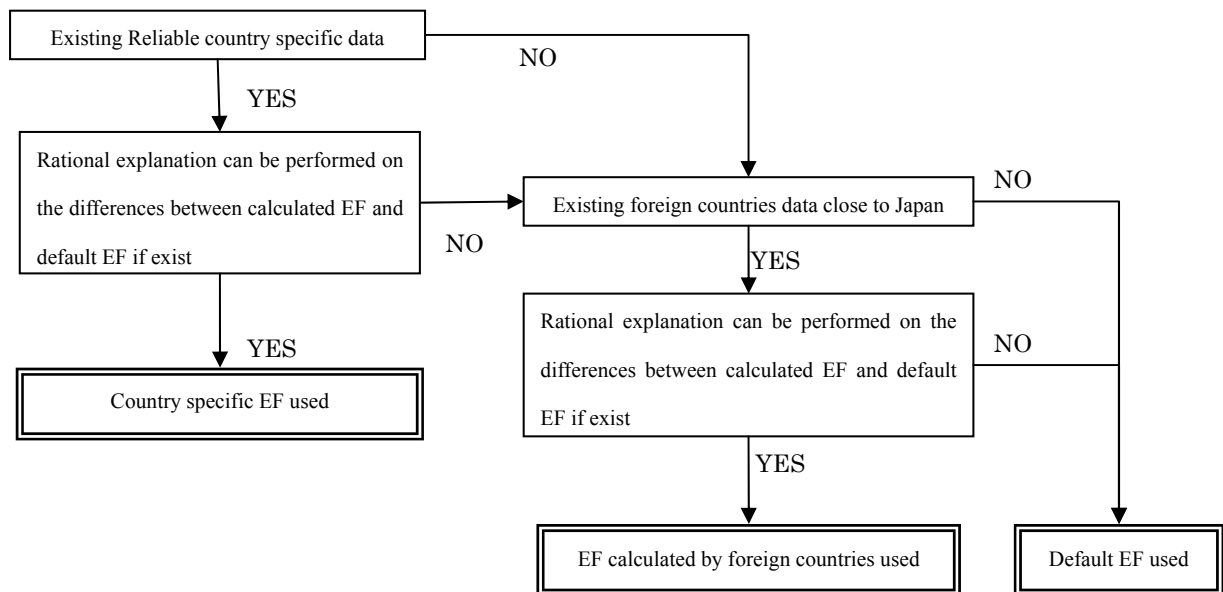 Existing Reliable country specific data
NO
YES
Rational explanation can be performed on
the differences between calculated EF and
default EF if exist
NO
Existing foreign countries data close to Japan
NO
YES
Rational explanation can be performed on the
differences between calculated EF and default
EF if exist
NO
YES
Country specific EF used
YES
EF calculated by foreign countries used
Default EF used